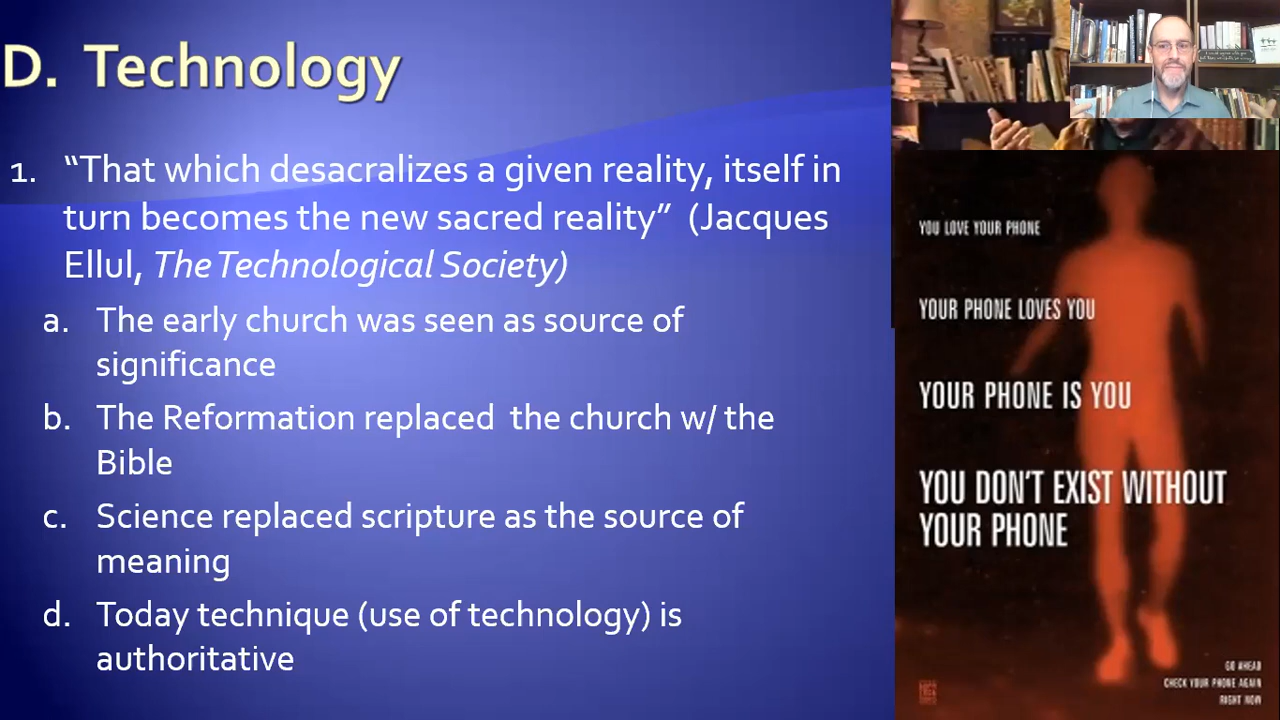 D. Technology
1. “That which desacralizes a given reality, itself in
turn becomes the new sacred reality” (Jacques
Ellul, The Technological Society)
a. The early church was seen as source of
significance
b. The Reformation replaced the church w/ the
Bible
c. Science replaced scripture as the source of
meaning
d. Today technique (use of technology) is
authoritative
YOU LOVE YOUR PHONE
YOUR PHONE LOVES YOU
YOUR PHONE IS YOU
YOU DON'T EXIST WITHOUT
YOUR PHONE
GO AHEAD
CHECK YOUR PHONE AGAIN
RIGHT NOW